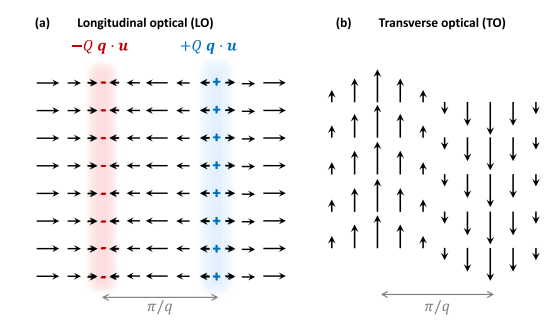 (a) Longitudinal optical (LO)
−Q q · u
+Q q · u
- +
- +
- +
- +
- +
- +
- +
- +
π/q
(b) Transverse optical (TO)
π/q